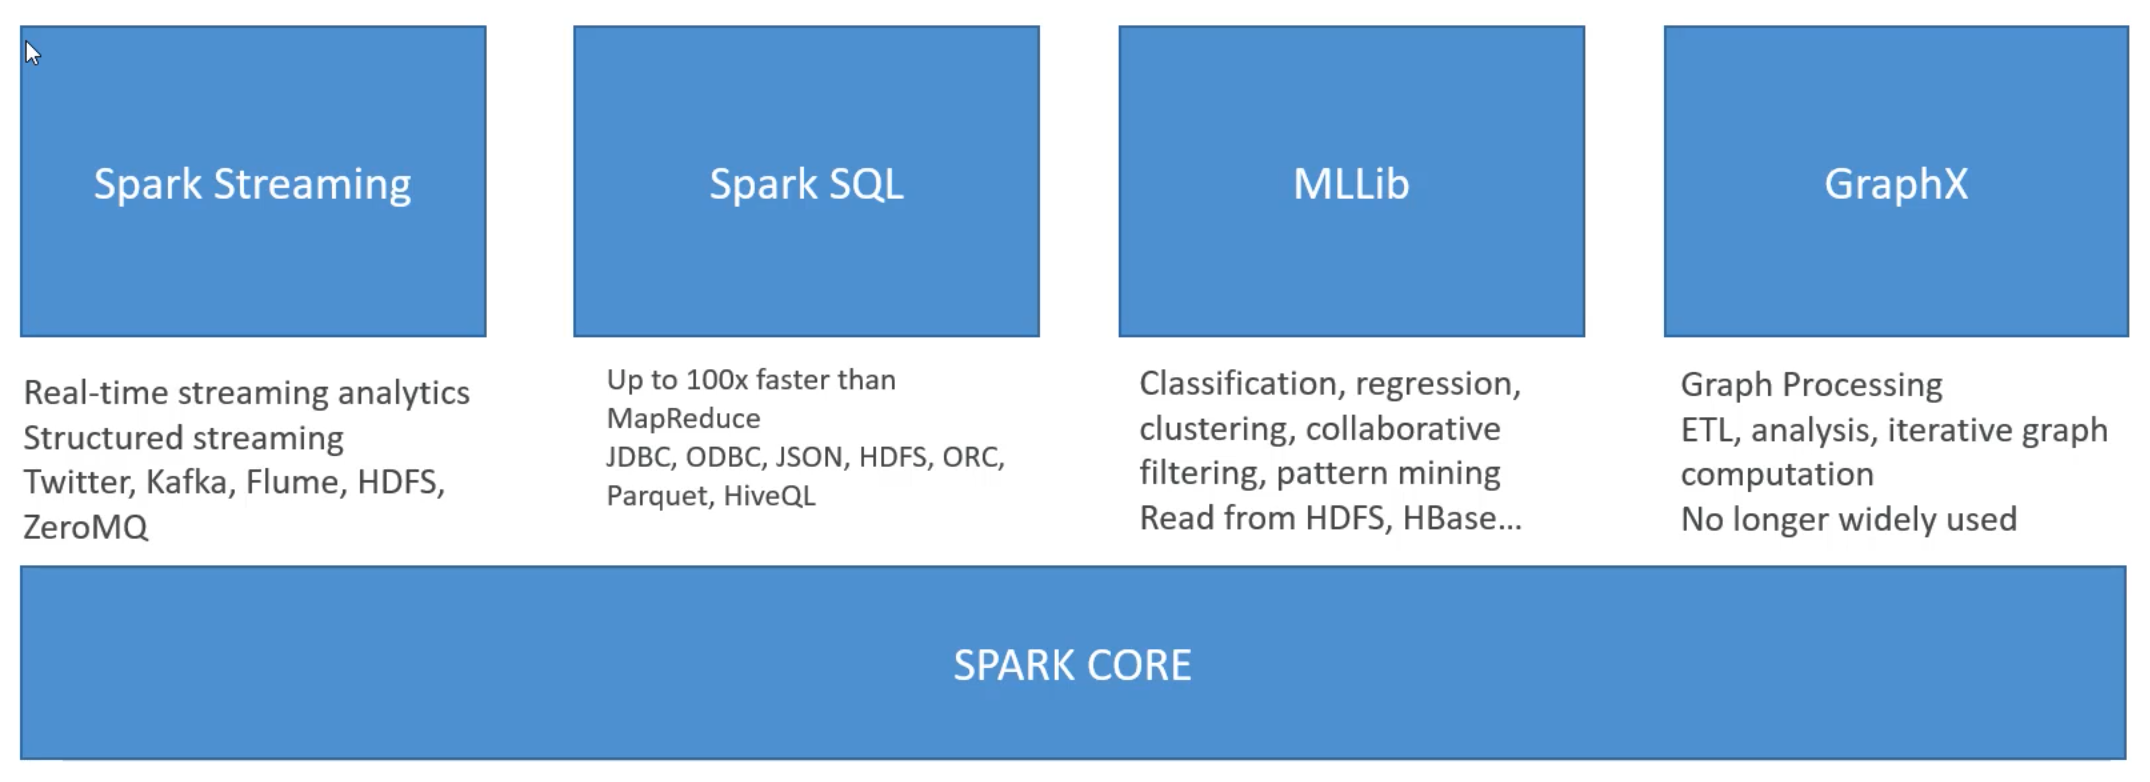 Spark Streaming
Spark SQL
MLLib
GraphX
Real-time streaming analytics
Structured streaming
Twitter, Kafka, Flume, HDFS,
ZeroMQ
Up to 100x faster than
MapReduce
JDBC, ODBC, JSON, HDFS, ORC,
Parquet, HiveQL
Classification, regression,
clustering, collaborative
filtering, pattern mining
Read from HDFS, HBase...
Graph Processing
ETL, analysis, iterative graph
computation
No longer widely used
SPARK CORE